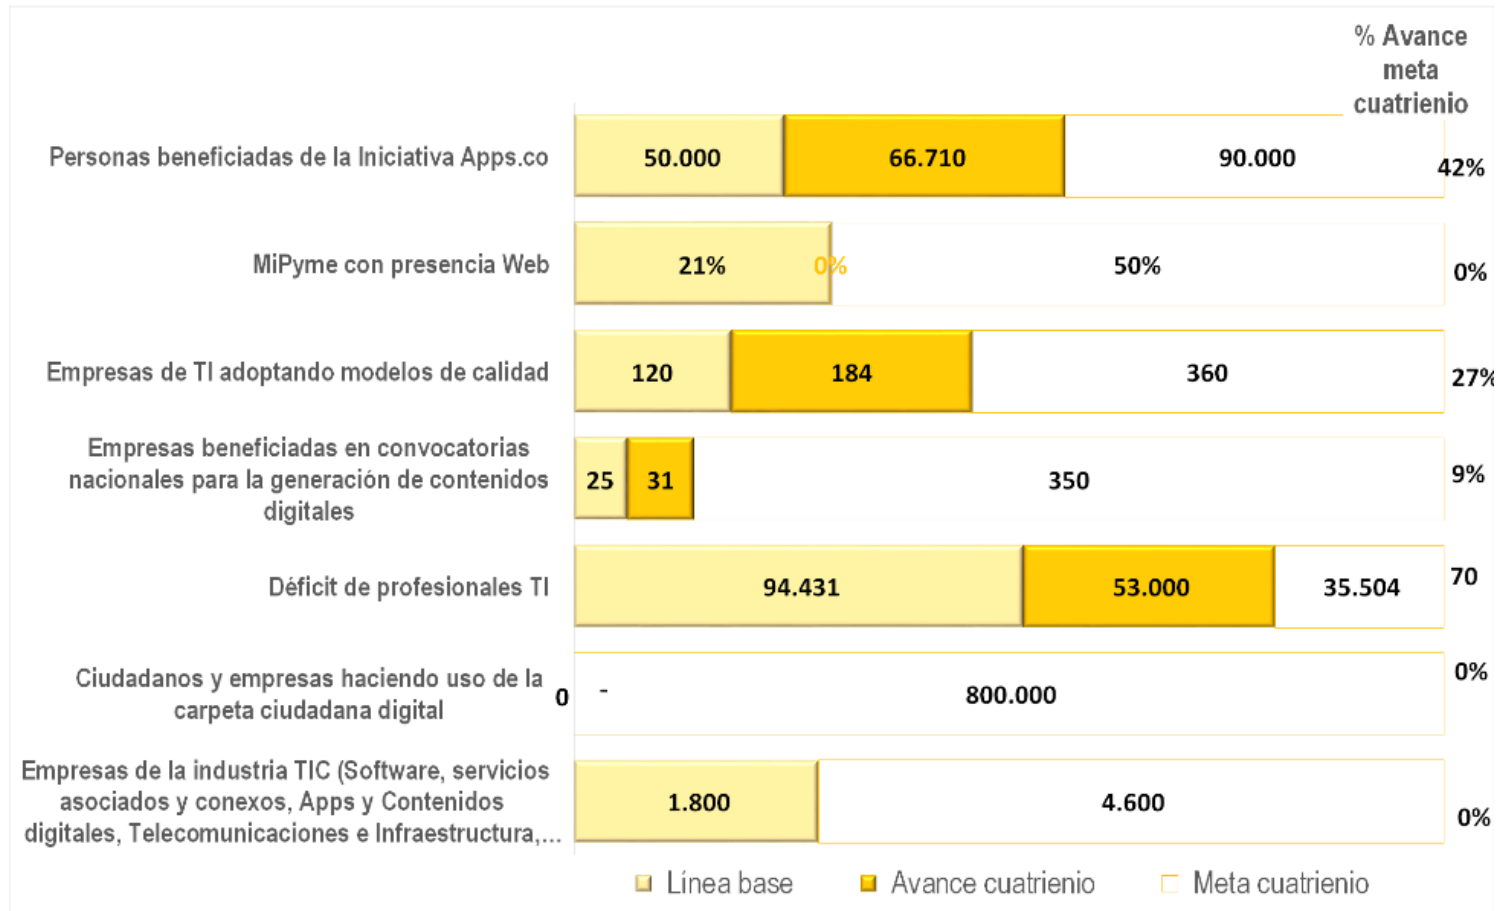 % Avance
meta
cuatrienio
Personas beneficiadas de la Iniciativa Apps.co
50.000
66.710
90.000
42%
MiPyme con presencia Web
21%
0%
50%
0%
Empresas de TI adoptando modelos de calidad
120
184
360
27%
Empresas beneficiadas en convocatorias
nacionales para la generación de contenidos
digitales
25
31
350
9%
Déficit de profesionales TI
94.431
53.000
35.504
70
Ciudadanos y empresas haciendo uso de la
carpeta ciudadana digital
0
-
800.000
0%
Empresas de la industria TIC (Software, servicios
asociados y conexos, Apps y Contenidos
digitales, Telecomunicaciones e Infraestructura,...
1.800
4.600
0%
Línea base
Avance cuatrienio
Meta cuatrienio